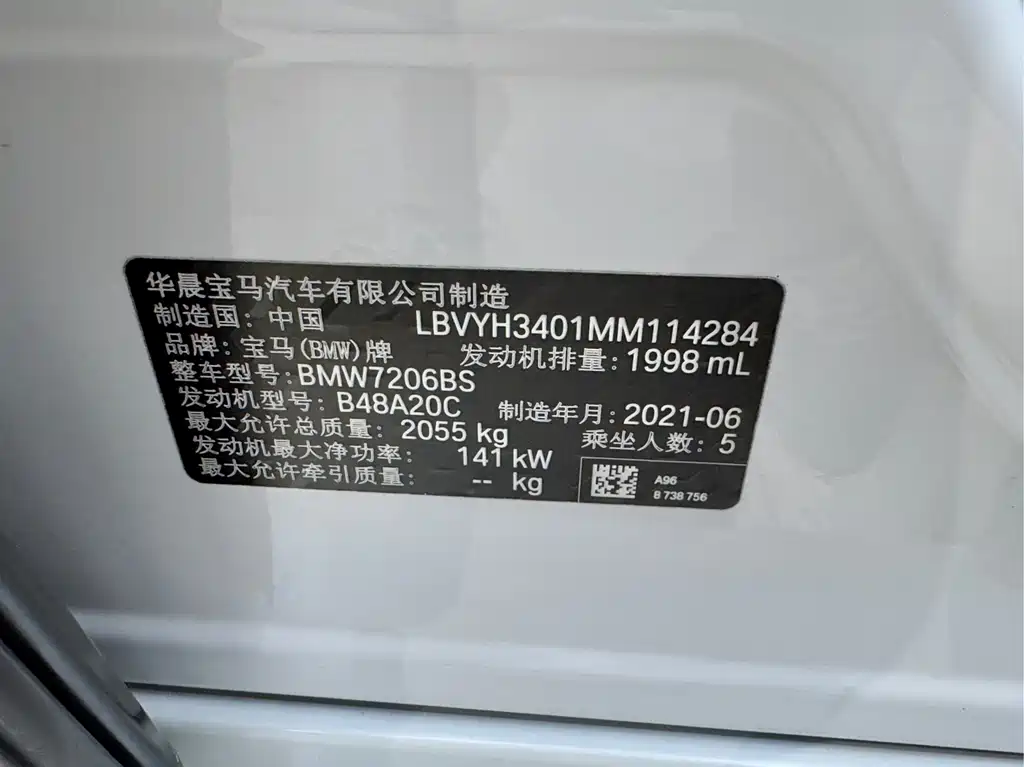 华晨宝马汽车有限公司制造
制造国: 中国 LBVYH3401MM114284
品牌: 宝马(BMW)牌 发动机排量: 1998 mL
整车型号: BMW7206BS
发动机型号: B48A20C 制造年月: 2021-06
最大允许总质量: 2055 kg 乘坐人数: 5
发动机最大净功率: 141 kW
最大允许牵引质量: -- kg
A96
8 738 756